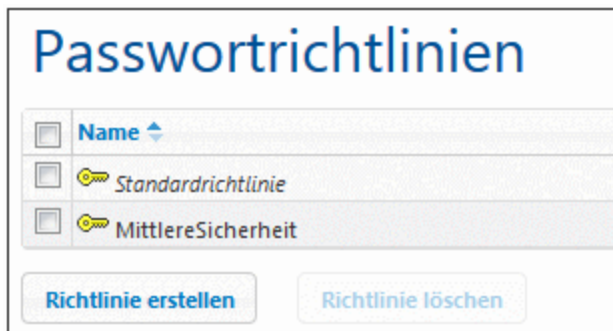 Passwortrichtlinien
Name
Standardrichtlinie
MittlereSicherheit
Richtlinie erstellen Richtlinie löschen